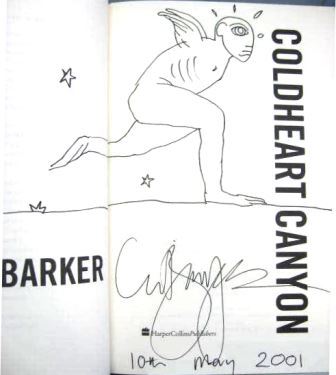 COLDHEART CANYON
BARKER
HarperCollinsPublishers
10th May 2001